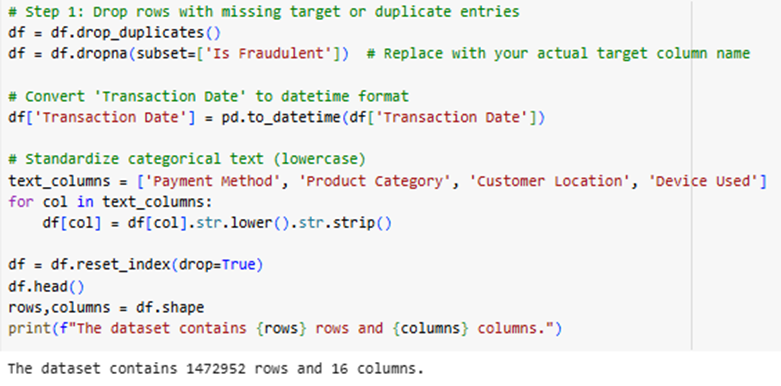 # Step 1: Drop rows with missing target or duplicate entries
df = df.drop_duplicates()
df = df.dropna(subset=['Is Fraudulent'])  # Replace with your actual target column name

# Convert 'Transaction Date' to datetime format
df['Transaction Date'] = pd.to_datetime(df['Transaction Date'])

# Standardize categorical text (lowercase)
text_columns = ['Payment Method', 'Product Category', 'Customer Location', 'Device Used']
for col in text_columns:
    df[col] = df[col].str.lower().str.strip()

df = df.reset_index(drop=True)
df.head()
rows,columns = df.shape
print(f"The dataset contains {rows} rows and {columns} columns.")

The dataset contains 1472952 rows and 16 columns.